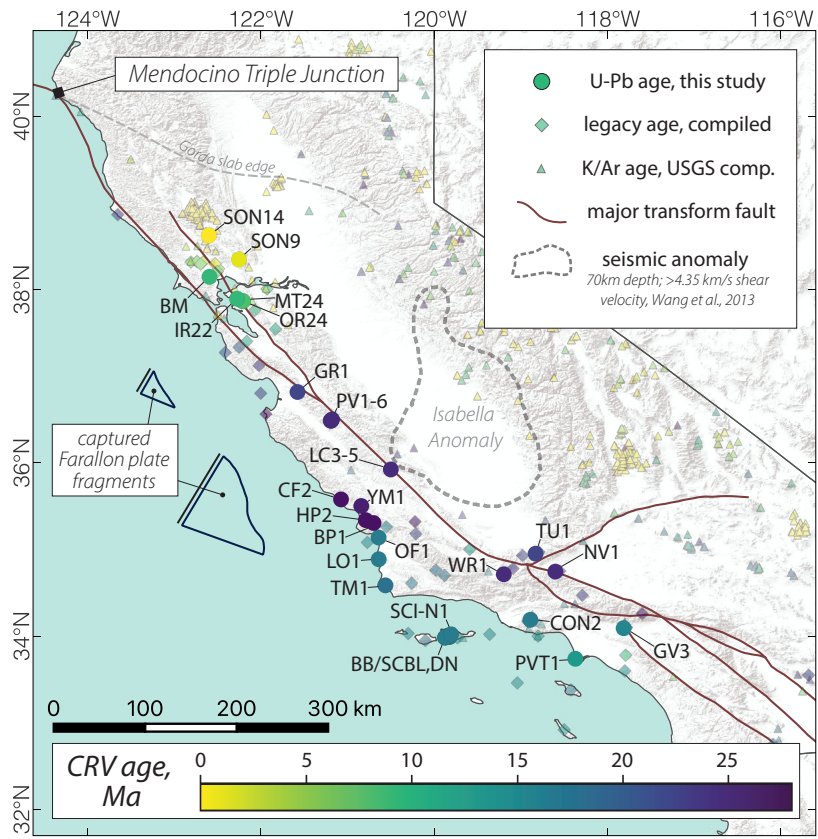 124°W
122°W
120°W
118°W
116°W
40°N
38°N
36°N
34°N
32°N
Mendocino Triple Junction
U-Pb age, this study
legacy age, compiled
K/Ar age, USGS comp.
major transform fault
seismic anomaly
70km depth; >4.35 km/s shear
velocity, Wang et al., 2013
Gorda slab edge
SON14
SON9
BM
MT24
IR22
OR24
GR1
PV1-6
Isabella
Anomaly
captured
Farallon plate
fragments
LC3-5
CF2
YM1
HP2
BP1
OF1
LO1
TM1
TU1
WR1
NV1
SCI-N1
CON2
BB/SCBL,DN
PVT1
GV3
0
100
200
300 km
CRV age,
Ma
0
5
10
15
20
25